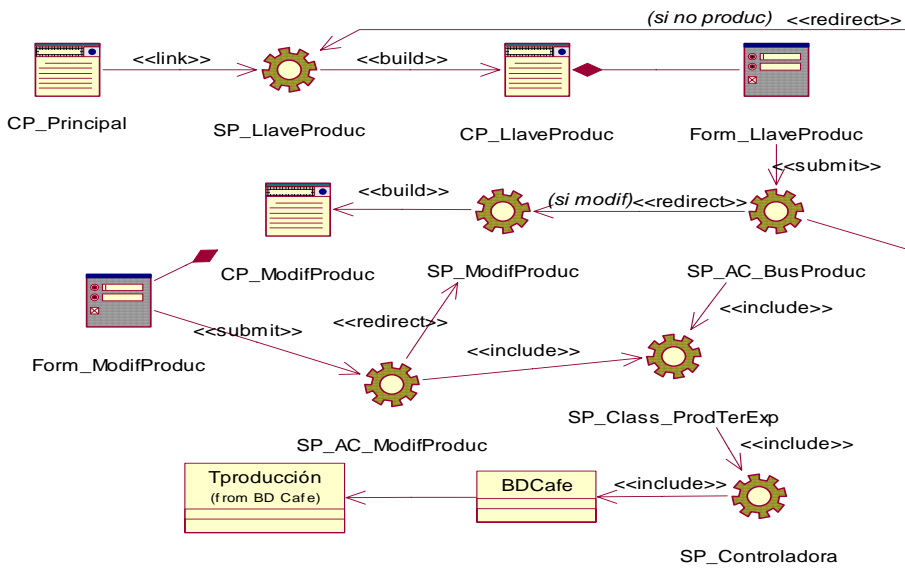 (si no produc) <<redirect>>
<<link>> <<build>>
CP_Principal SP_LlaveProduc CP_LlaveProduc Form_LlaveProduc
<<submit>>
<<build>> (si modif) <<redirect>>
CP_ModifProduc SP_ModifProduc SP_AC_BusProduc
<<submit>> <<redirect>> <<include>>
Form_ModifProduc <<include>>
SP_AC_ModifProduc SP_Class_ProdTerExp
<<include>>
Tproducción
(from BD Cafe)
BDCafe <<include>>
SP_Controladora